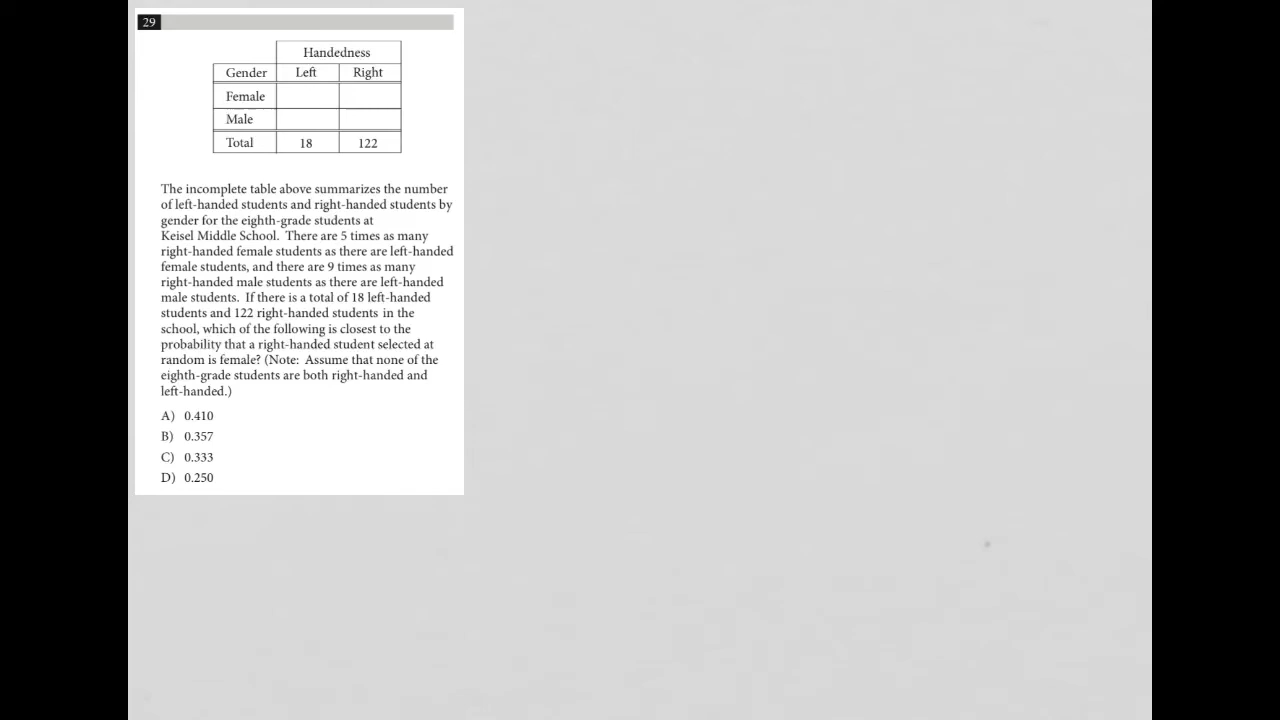 29
Handedness
Gender Left Right
Female
Male
Total 18 122
The incomplete table above summarizes the number
of left-handed students and right-handed students by
gender for the eighth-grade students at
Keisel Middle School. There are 5 times as many
right-handed female students as there are left-handed
female students, and there are 9 times as many
right-handed male students as there are left-handed
male students. If there is a total of 18 left-handed
students and 122 right-handed students in the
school, which of the following is closest to the
probability that a right-handed student selected at
random is female? (Note: Assume that none of the
eighth-grade students are both right-handed and
left-handed.)
A) 0.410
B) 0.357
C) 0.333
D) 0.250